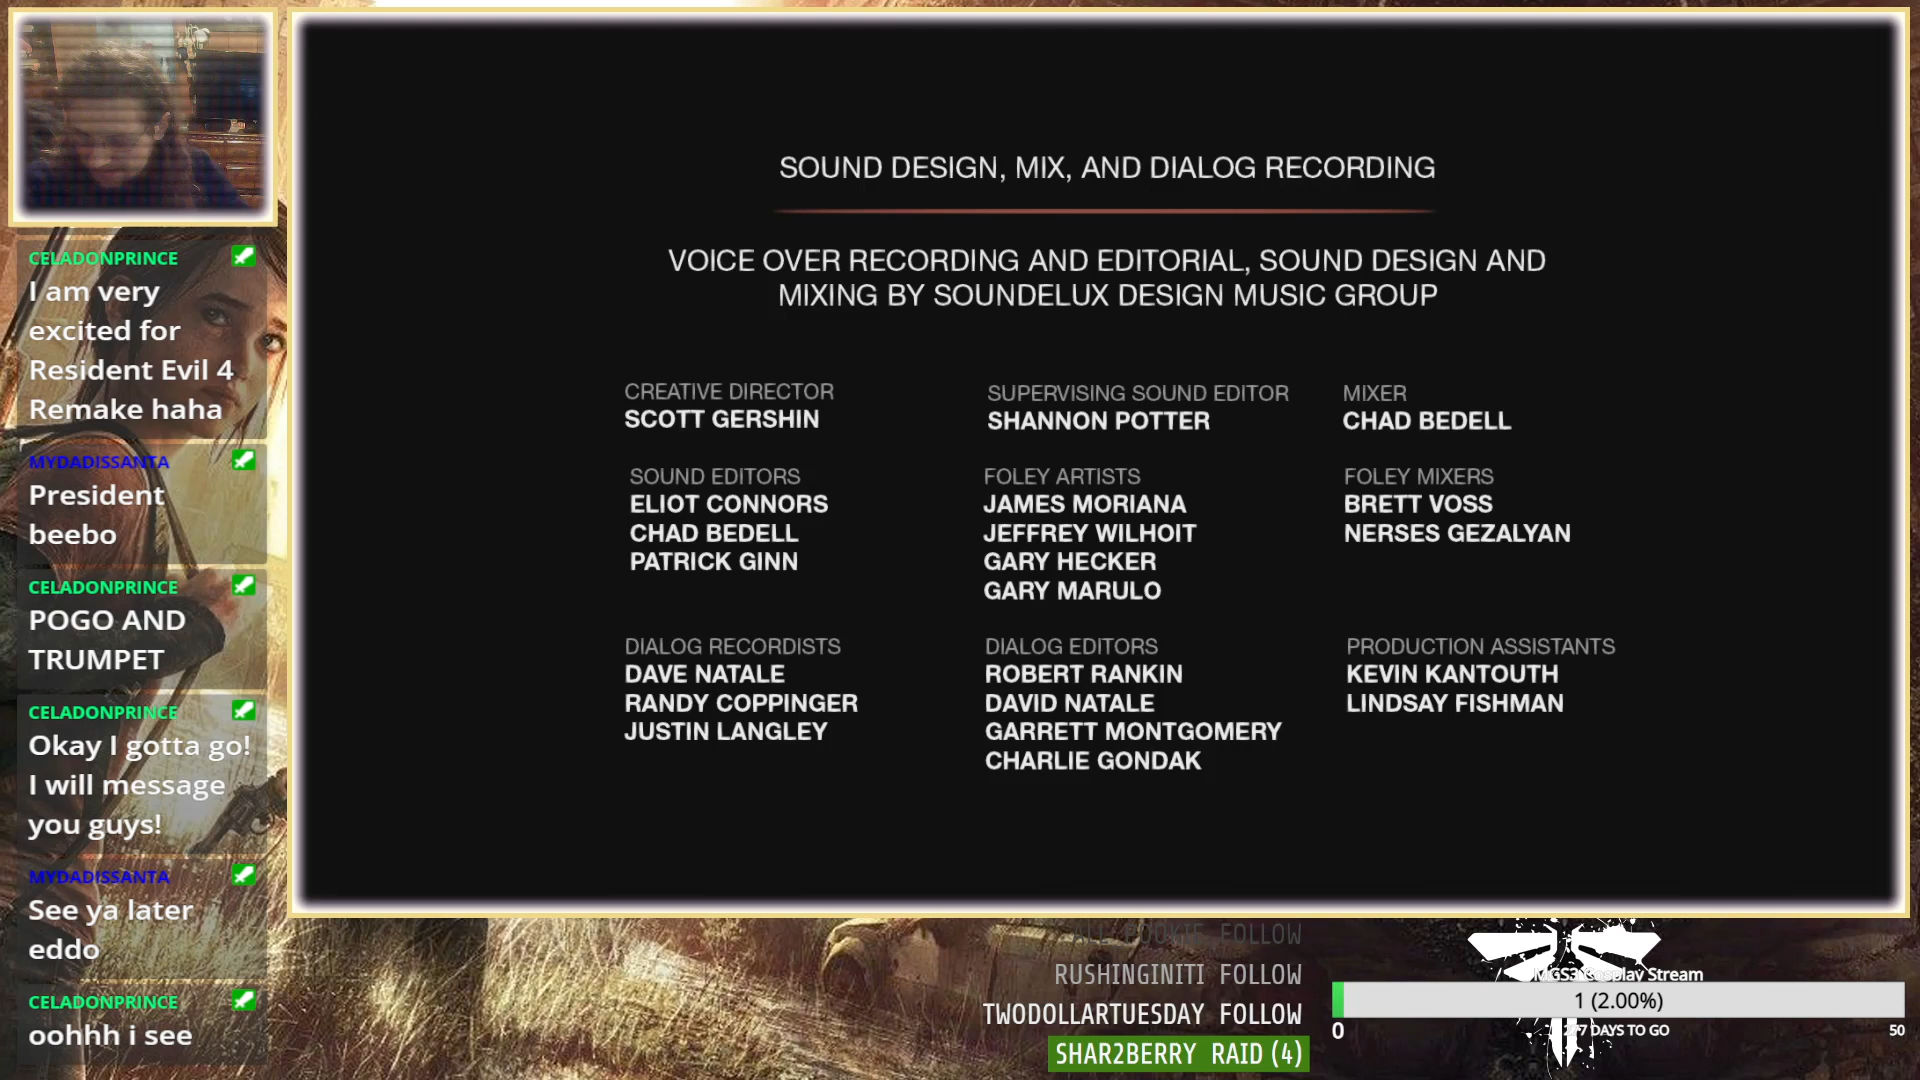 SOUND DESIGN, MIX, AND DIALOG RECORDING
VOICE OVER RECORDING AND EDITORIAL, SOUND DESIGN AND
MIXING BY SOUNDELUX DESIGN MUSIC GROUP
CREATIVE DIRECTOR
SCOTT GERSHIN
SUPERVISING SOUND EDITOR
SHANNON POTTER
MIXER
CHAD BEDELL
SOUND EDITORS
ELIOT CONNORS
CHAD BEDELL
PATRICK GINN
FOLEY ARTISTS
JAMES MORIANA
JEFFREY WILHOIT
GARY HECKER
GARY MARULO
FOLEY MIXERS
BRETT VOSS
NERSES GEZALYAN
DIALOG RECORDISTS
DAVE NATALE
RANDY COPPINGER
JUSTIN LANGLEY
DIALOG EDITORS
ROBERT RANKIN
DAVID NATALE
GARRETT MONTGOMERY
CHARLIE GONDAK
PRODUCTION ASSISTANTS
KEVIN KANTOUTH
LINDSAY FISHMAN
CELADONPRINCE
I am very
excited for
Resident Evil 4
Remake haha
MYDADISSANTA
President
beebo
CELADONPRINCE
POGO AND
TRUMPET
CELADONPRINCE
Okay I gotta go!
I will message
you guys!
MYDADISSANTA
See ya later
eddo
CELADONPRINCE
oohhh i see
FOLLOW
RUSHINGINITI FOLLOW
TWODOLLARTUESDAY FOLLOW
SHAR2BERRY RAID (4)
MGS3 Cosplay Stream
1 (2.00%)
0
DAYS TO GO
50